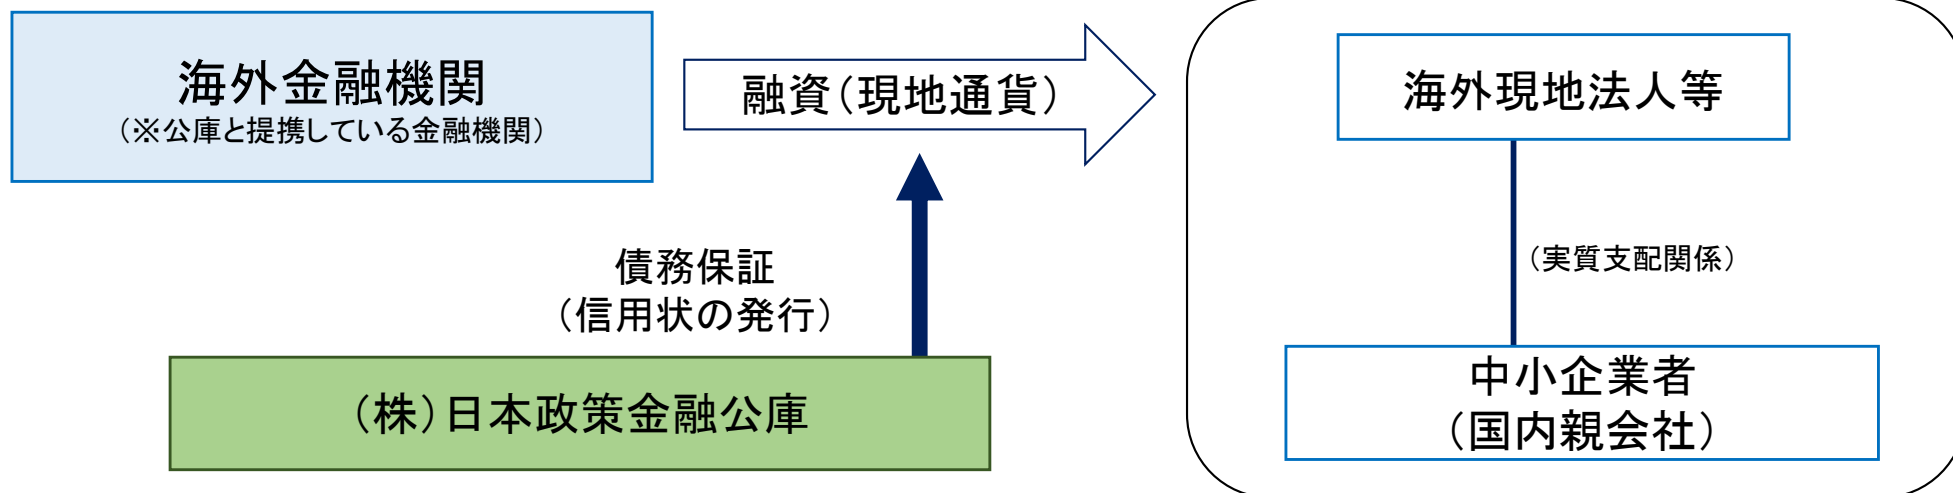 海外金融機関
（※公庫と提携している金融機関）
融資（現地通貨）
海外現地法人等
（実質支配関係）
債務保証
（信用状の発行）
（株）日本政策金融公庫
中小企業者
（国内親会社）